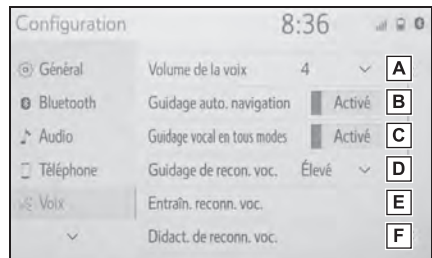 Configuration 8:36
Général Volume de la voix 4 A
Bluetooth Guidage auto. navigation Activé B
Audio Guidage vocal en tous modes Activé C
Téléphone Guidage de recon. voc. Élevé D
Voix Entraîn. reconn. voc. E
Didact. de reconn. voc. F